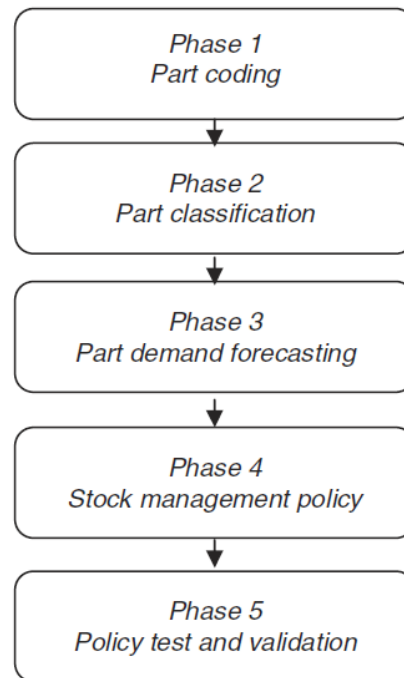 Phase 1
Part coding
Phase 2
Part classification
Phase 3
Part demand forecasting
Phase 4
Stock management policy
Phase 5
Policy test and validation